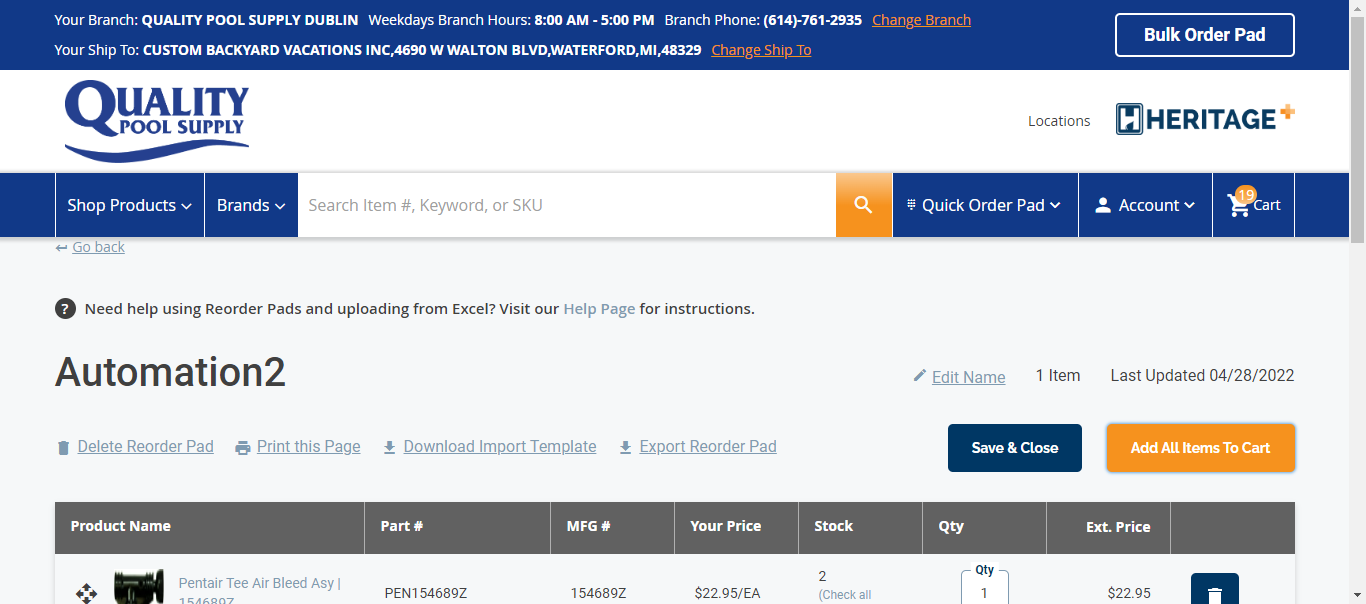 Your Branch: QUALITY POOL SUPPLY DUBLIN Weekdays Branch Hours: 8:00 AM - 5:00 PM Branch Phone: (614)-761-2935 Change Branch
Your Ship To: CUSTOM BACKYARD VACATIONS INC,4690 W WALTON BLVD,WATERFORD,MI,48329 Change Ship To
Bulk Order Pad
QUALITY
POOL SUPPLY
Locations
H HERITAGE+
Shop Products
Brands
Search Item #, Keyword, or SKU
Quick Order Pad
Account
19
Cart
Go back
? Need help using Reorder Pads and uploading from Excel? Visit our Help Page for instructions.
Automation2
Edit Name
1 Item
Last Updated 04/28/2022
Delete Reorder Pad
Print this Page
Download Import Template
Export Reorder Pad
Save & Close
Add All Items To Cart
Product Name Part # MFG # Your Price Stock Qty Ext. Price
Pentair Tee Air Bleed Asy |
154689Z
PEN154689Z
154689Z
$22.95/EA
2
(Check all
Qty
1
$22.95